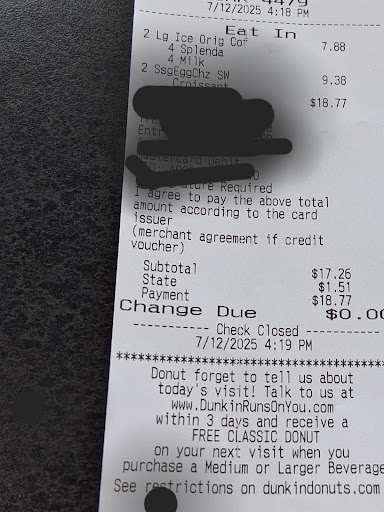 4479
7/12/2025 4:18 PM
Eat In
2 Lg Ice Orig Cof 7.88
4 Splenda
4 Milk
2 SsgEggChz SW 9.38
Croissant
$18.77
Mastercard Debit
Required
I agree to pay the above total
amount according to the card
issuer
(merchant agreement if credit
voucher)
Subtotal $17.26
State $1.51
Payment $18.77
Change Due $0.00
------------ Check Closed ------------
7/12/2025 4:19 PM
****************************************
Donut forget to tell us about
today's visit! Talk to us at
www.DunkinRunsOnYou.com
within 3 days and receive a
FREE CLASSIC DONUT
on your next visit when you
purchase a Medium or Larger Beverage
See restrictions on dunkindonuts.com